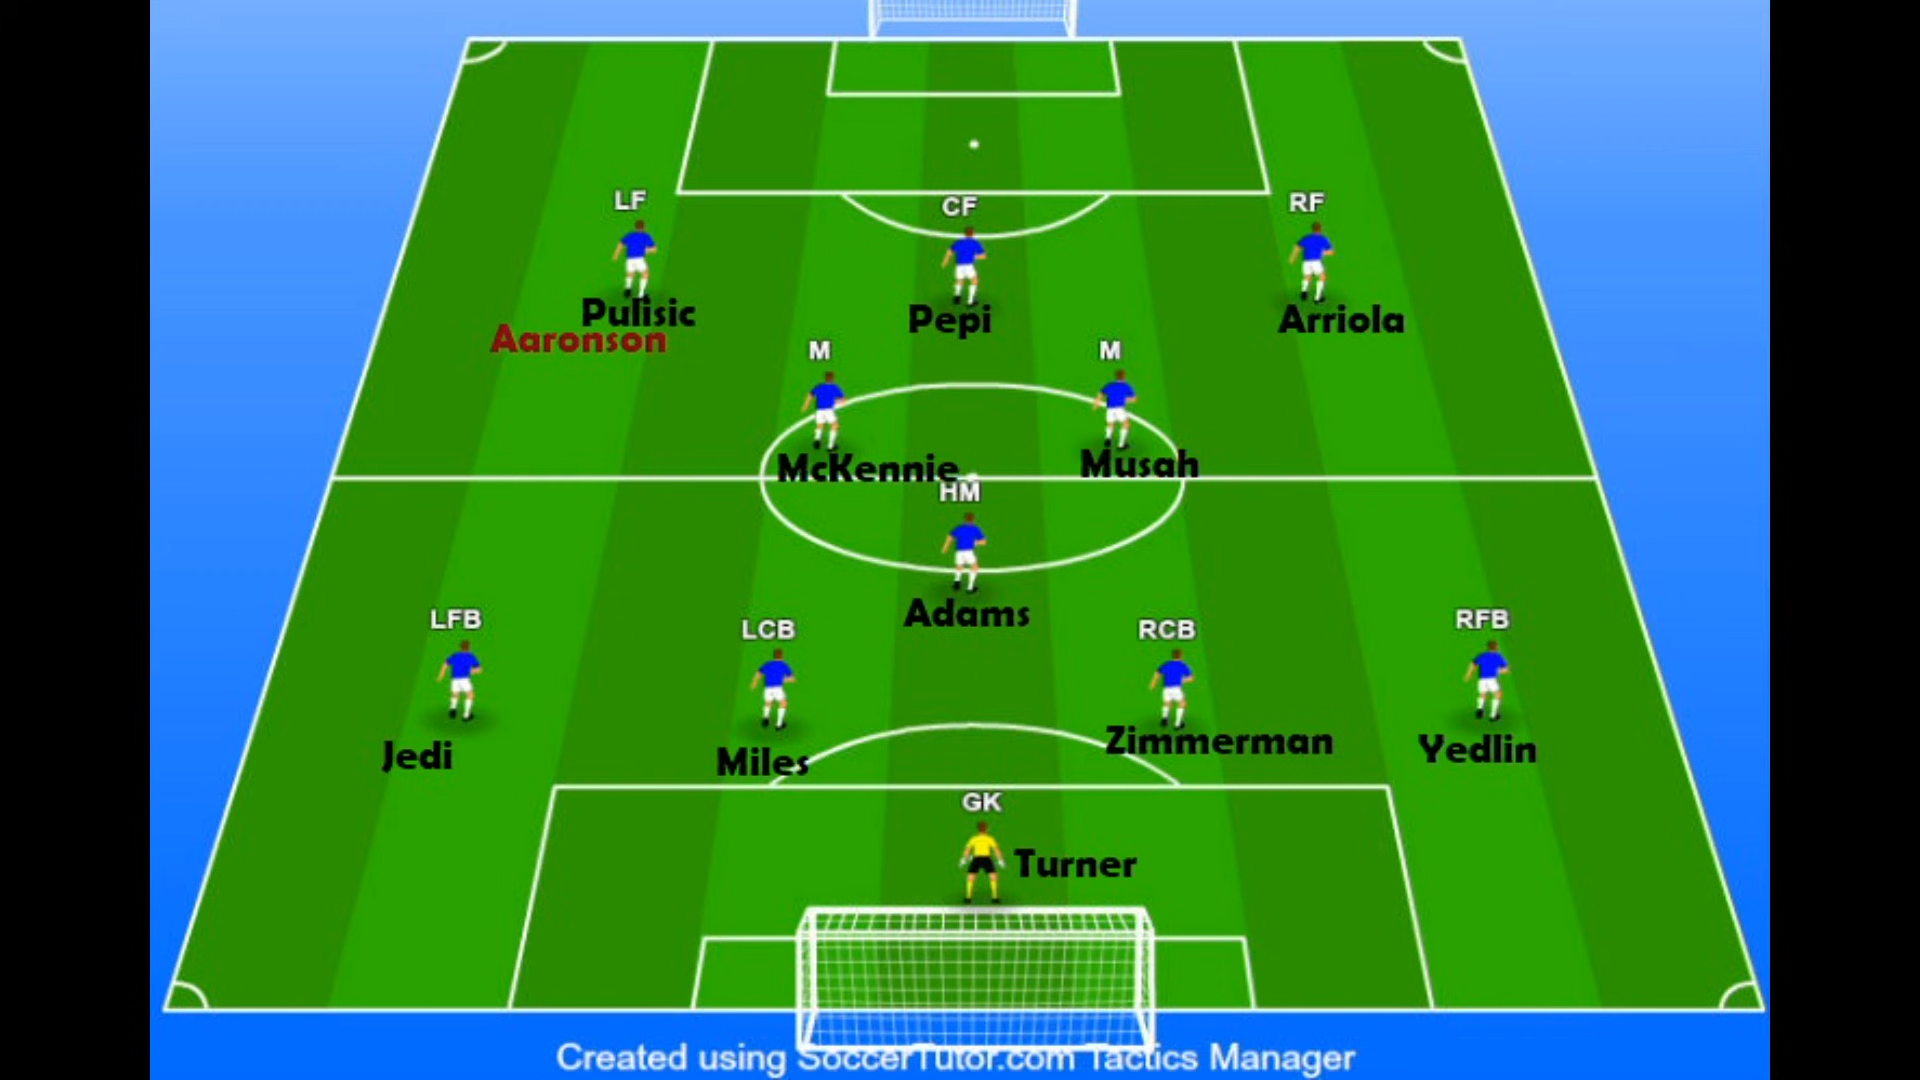 LF
CF
RF
Pulisic
Aaronson
Pepi
Arriola
M
M
McKennie
Musah
HM
Adams
LFB
LCB
RCB
RFB
Jedi
Miles
Zimmerman
Yedlin
GK
Turner
Created using SoccerTutor.com Tactics Manager